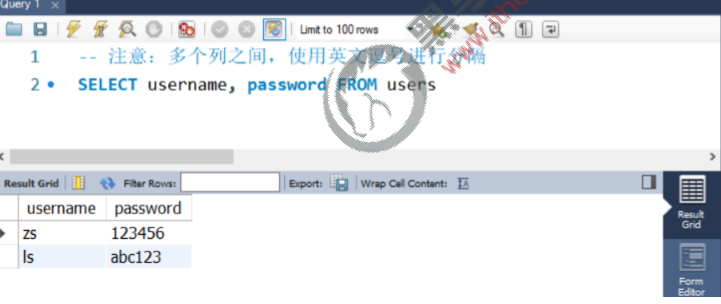 Query 1
Limit to 100 rows
1 -- 注意：多个列之间，使用英文逗号进行分隔
2 SELECT username, password FROM users
Result Grid Filter Rows: Export: Wrap Cell Content:
username password
zs 123456
ls abc123
Result
Grid
Form
Editor